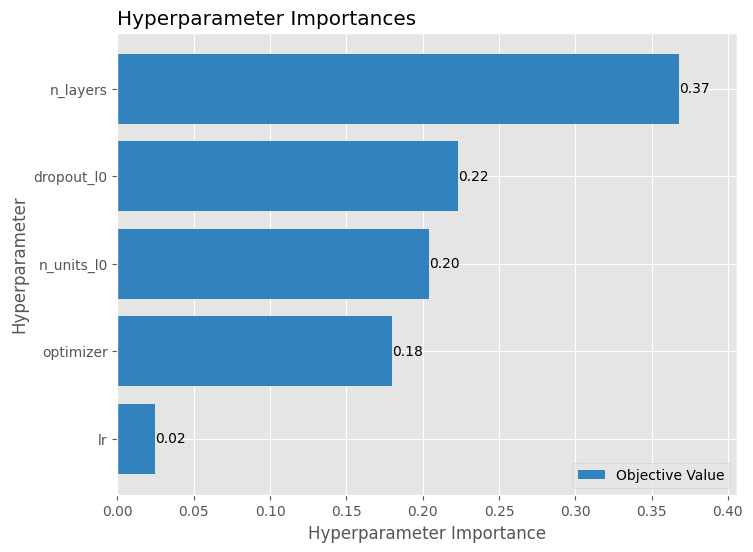 Hyperparameter Importances
Hyperparameter
n_layers
0.37
dropout_l0
0.22
n_units_l0
0.20
optimizer
0.18
lr
0.02
Objective Value
0.00 0.05 0.10 0.15 0.20 0.25 0.30 0.35 0.40
Hyperparameter Importance